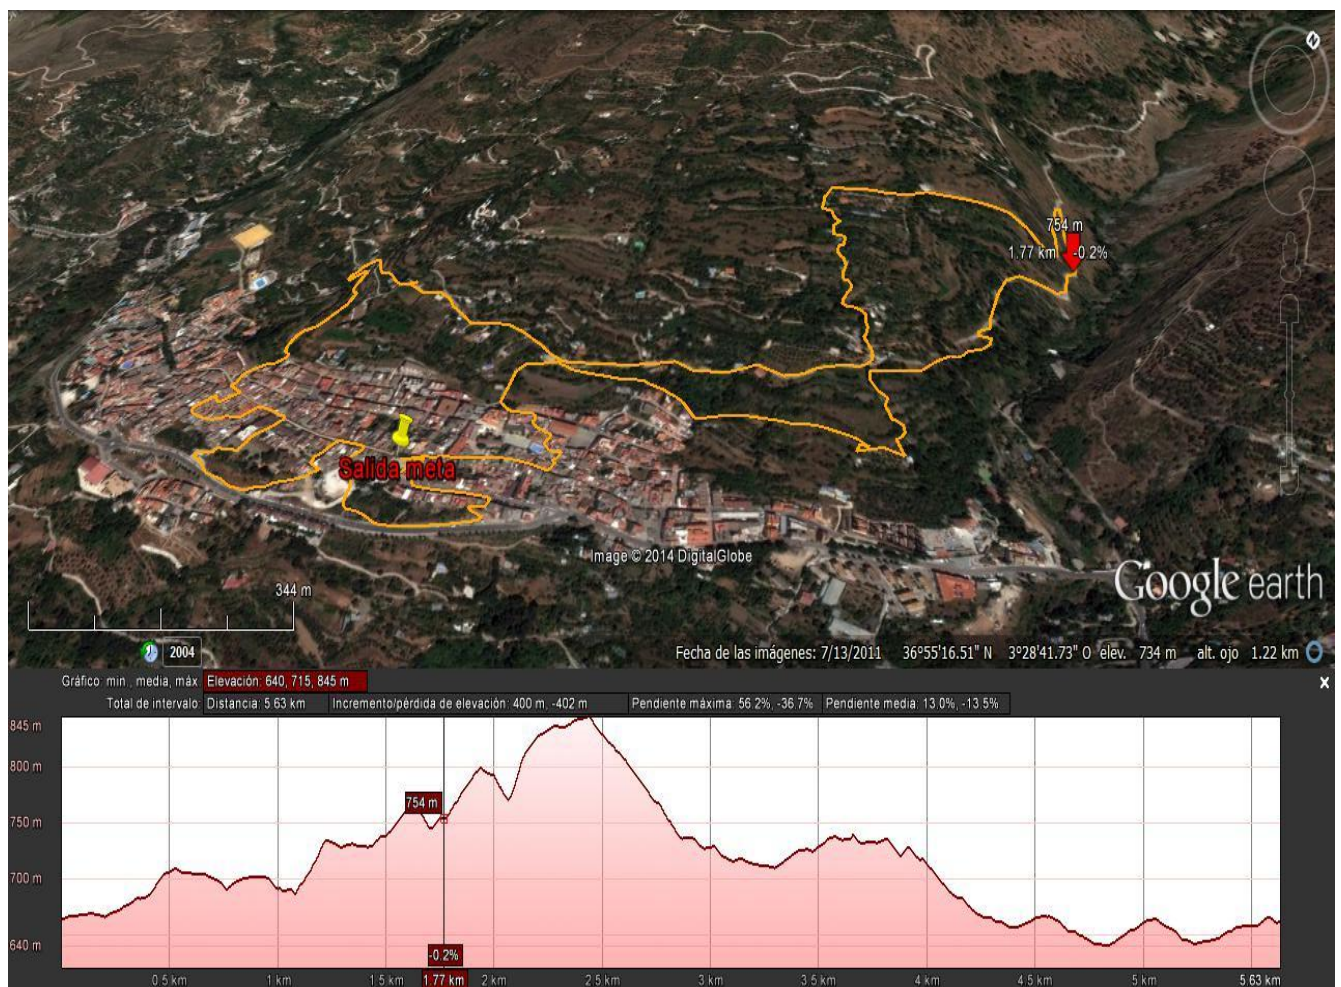 N
754 m
1.77 km -0.2%
Salida meta
Image © 2014 DigitalGlobe
Google earth
344 m
2004
Fecha de las imágenes: 7/13/2011 36º55'16.51" N 3º28'41.73" O elev. 734 m alt. ojo 1.22 km
Gráfico: min., media, máx. Elevación: 640, 715, 845 m
Total de intervalo: Distancia: 5.63 km Incremento/pérdida de elevación: 400 m, -402 m Pendiente máxima: 56.2%, -36.7% Pendiente media: 13.0%, -13.5%
845 m
800 m
754 m
750 m
700 m
640 m
-0.2%
0.5 km 1 km 1.5 km 1.77 km 2 km 2.5 km 3 km 3.5 km 4 km 4.5 km 5 km 5.63 km